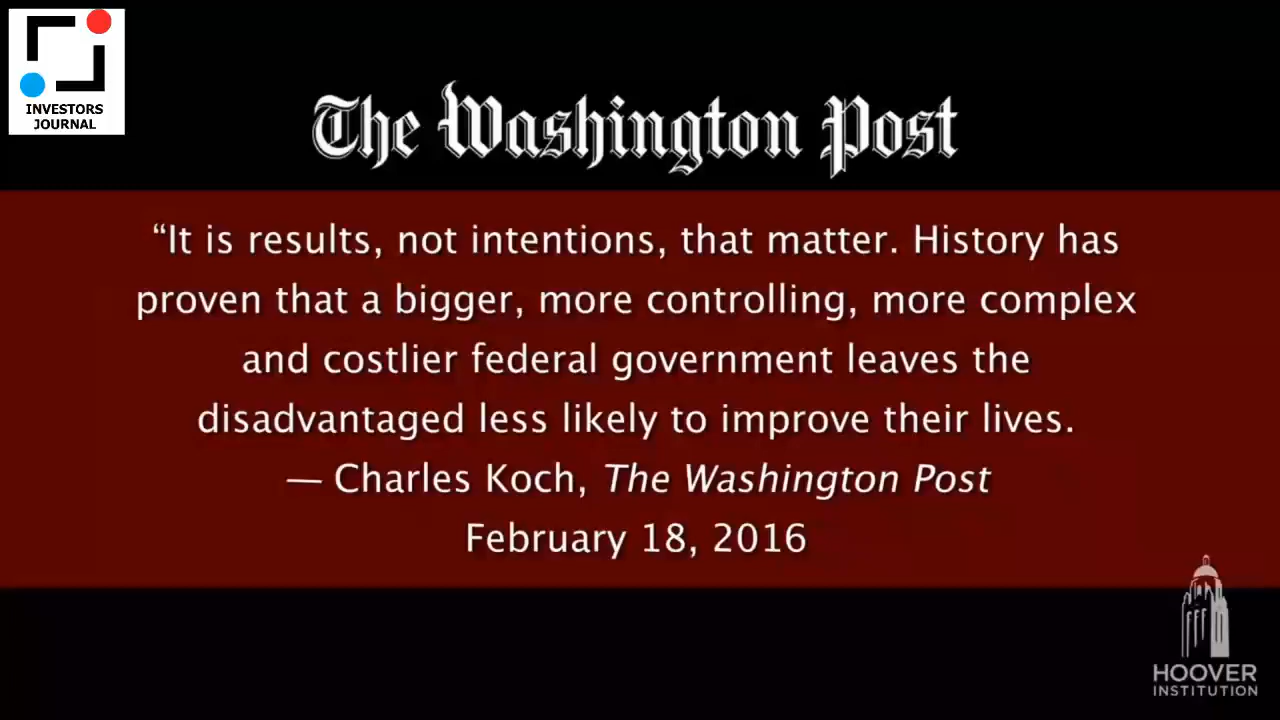 INVESTORS
JOURNAL
The Washington Post
“It is results, not intentions, that matter. History has
proven that a bigger, more controlling, more complex
and costlier federal government leaves the
disadvantaged less likely to improve their lives.
— Charles Koch, The Washington Post
February 18, 2016
HOOVER
INSTITUTION